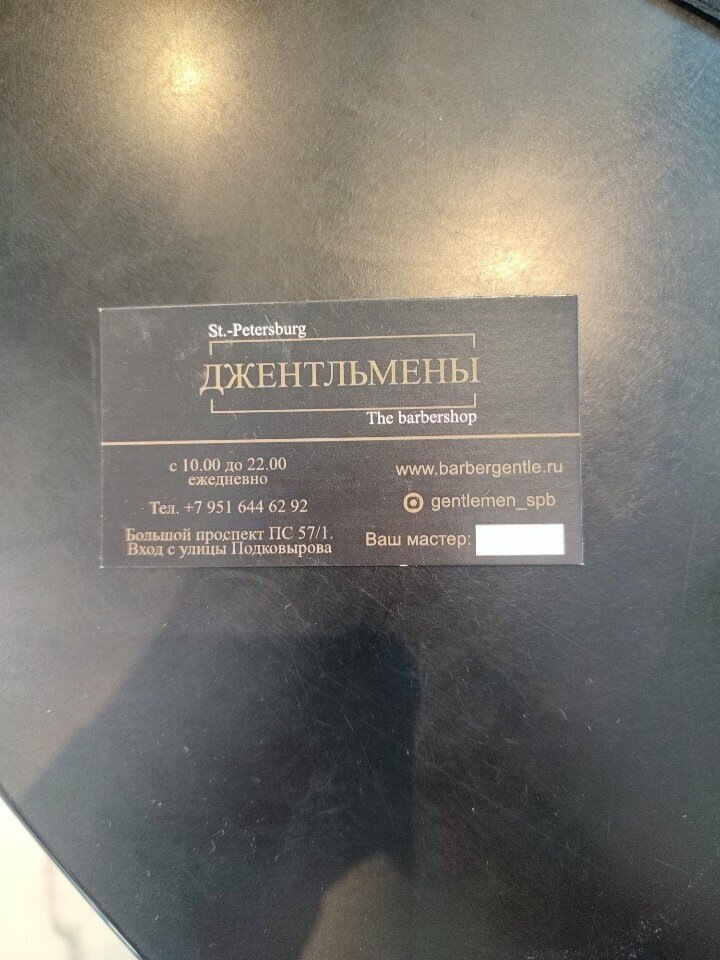 St.-Petersburg
ДЖЕНТЛЬМЕНЫ
The barbershop
с 10.00 до 22.00
ежедневно
Тел. +7 951 644 62 92
Большой проспект ПС 57/1.
Вход с улицы Подковырова
www.barbergentle.ru
gentlemen_spb
Ваш мастер: